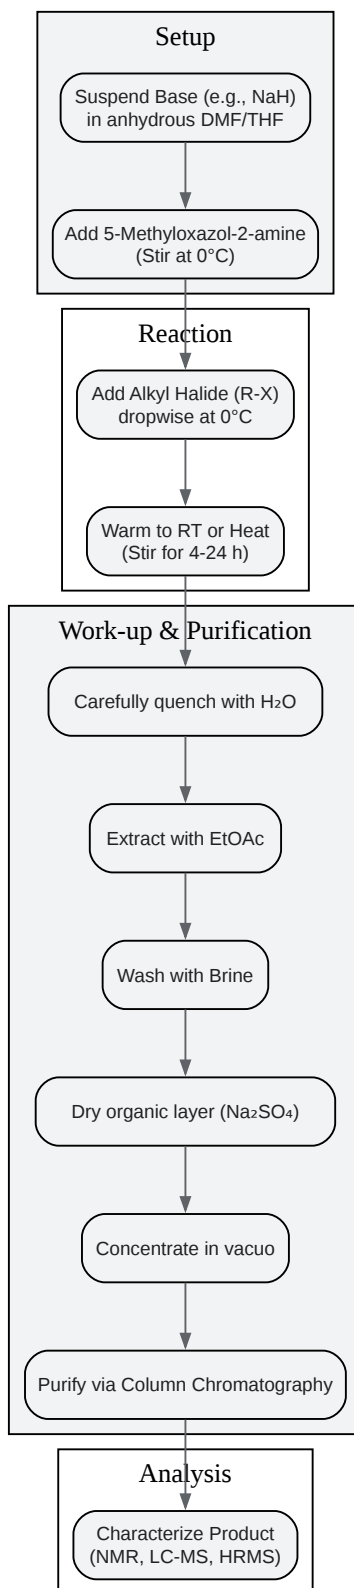 Setup
Suspend Base (e.g., NaH)
in anhydrous DMF/THF
Add 5-Methyloxazol-2-amine
(Stir at 0°C)
Reaction
Add Alkyl Halide (R-X)
dropwise at 0°C
Warm to RT or Heat
(Stir for 4-24 h)
Work-up & Purification
Carefully quench with H₂O
Extract with EtOAc
Wash with Brine
Dry organic layer (Na₂SO₄)
Concentrate in vacuo
Purify via Column Chromatography
Analysis
Characterize Product
(NMR, LC-MS, HRMS)